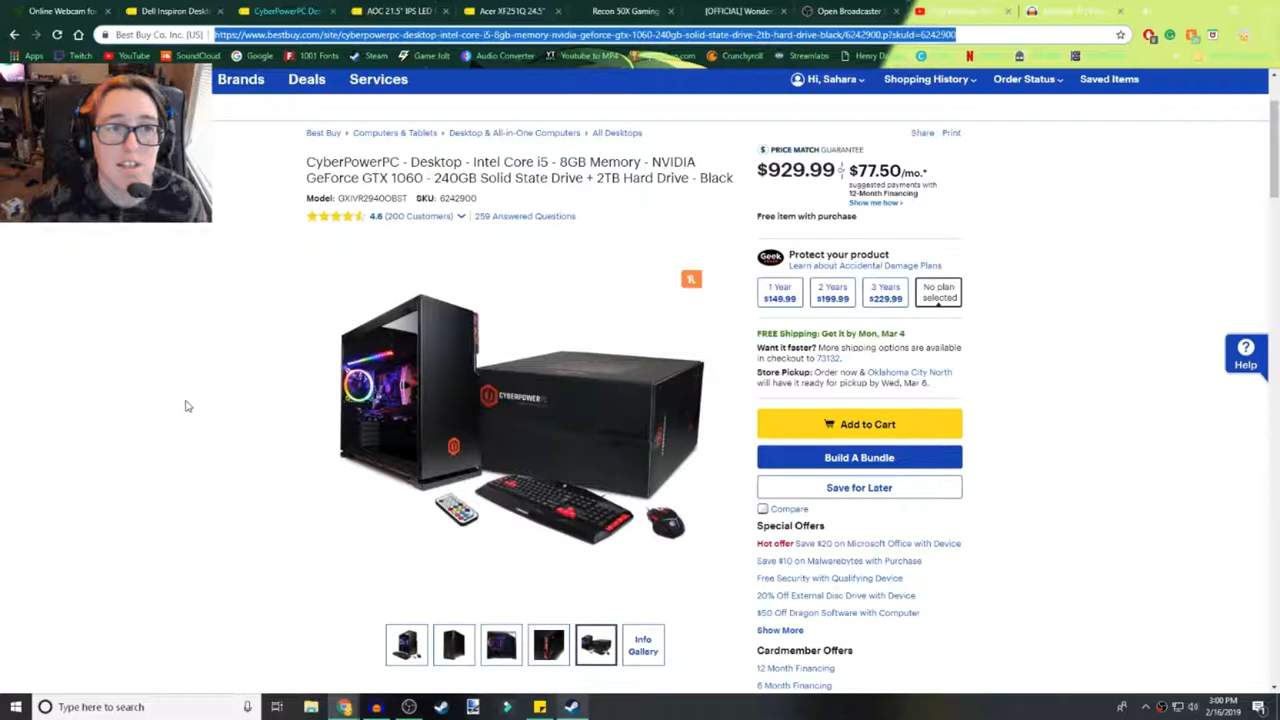 Online Webcam
Dell Inspiron Deskt
CyberPowerPC De
AOC 21.5" IPS LED
Acer XF251Q 24.5"
Recon 50X Gaming
[OFFICIAL] Wonder
Open Broadcaster
Best Buy Co. Inc. [US]
https://www.bestbuy.com/site/cyberpowerpc-desktop-intel-core-i5-8gb-memory-nvidia-geforce-gtx-1060-240gb-solid-state-drive-2tb-hard-drive-black/6242900.p?skuId=6242900
Apps
Twitch
YouTube
SoundCloud
Google
1001 Fonts
Steam
Game Jolt
Audio Converter
Youtube to MP4
Crunchyroll
Streamlabs
Brands
Deals
Services
Hi, Sahara
Shopping History
Order Status
Saved Items
Best Buy
Computers & Tablets
Desktop & All-in-One Computers
All Desktops
Share
Print
CyberPowerPC - Desktop - Intel Core i5 - 8GB Memory - NVIDIA
GeForce GTX 1060 - 240GB Solid State Drive + 2TB Hard Drive - Black
Model: GXIVR2940OBST SKU: 6242900
4.6 (200 Customers)
259 Answered Questions
PRICE MATCH GUARANTEE
$929.99
or
$77.50/mo.*
suggested payments with
12-Month Financing
Show me how >
Free item with purchase
Geek
Protect your product
Learn about Accidental Damage Plans
1 Year
$149.99
2 Years
$199.99
3 Years
$229.99
No plan
selected
FREE Shipping: Get it by Mon, Mar 4
Want it faster? More shipping options are available
in checkout to 73132.
Store Pickup: Order now & Oklahoma City North
will have it ready for pickup by Wed, Mar 6.
Help
CYBERPOWERPC
Add to Cart
Build A Bundle
Save for Later
Compare
Special Offers
Hot offer Save $20 on Microsoft Office with Device
Save $10 on Malwarebytes with Purchase
Free Security with Qualifying Device
20% Off External Disc Drive with Device
$50 Off Dragon Software with Computer
Show More
Cardmember Offers
12 Month Financing
6 Month Financing
Info
Gallery
Type here to search
3:00 PM
2/16/2019